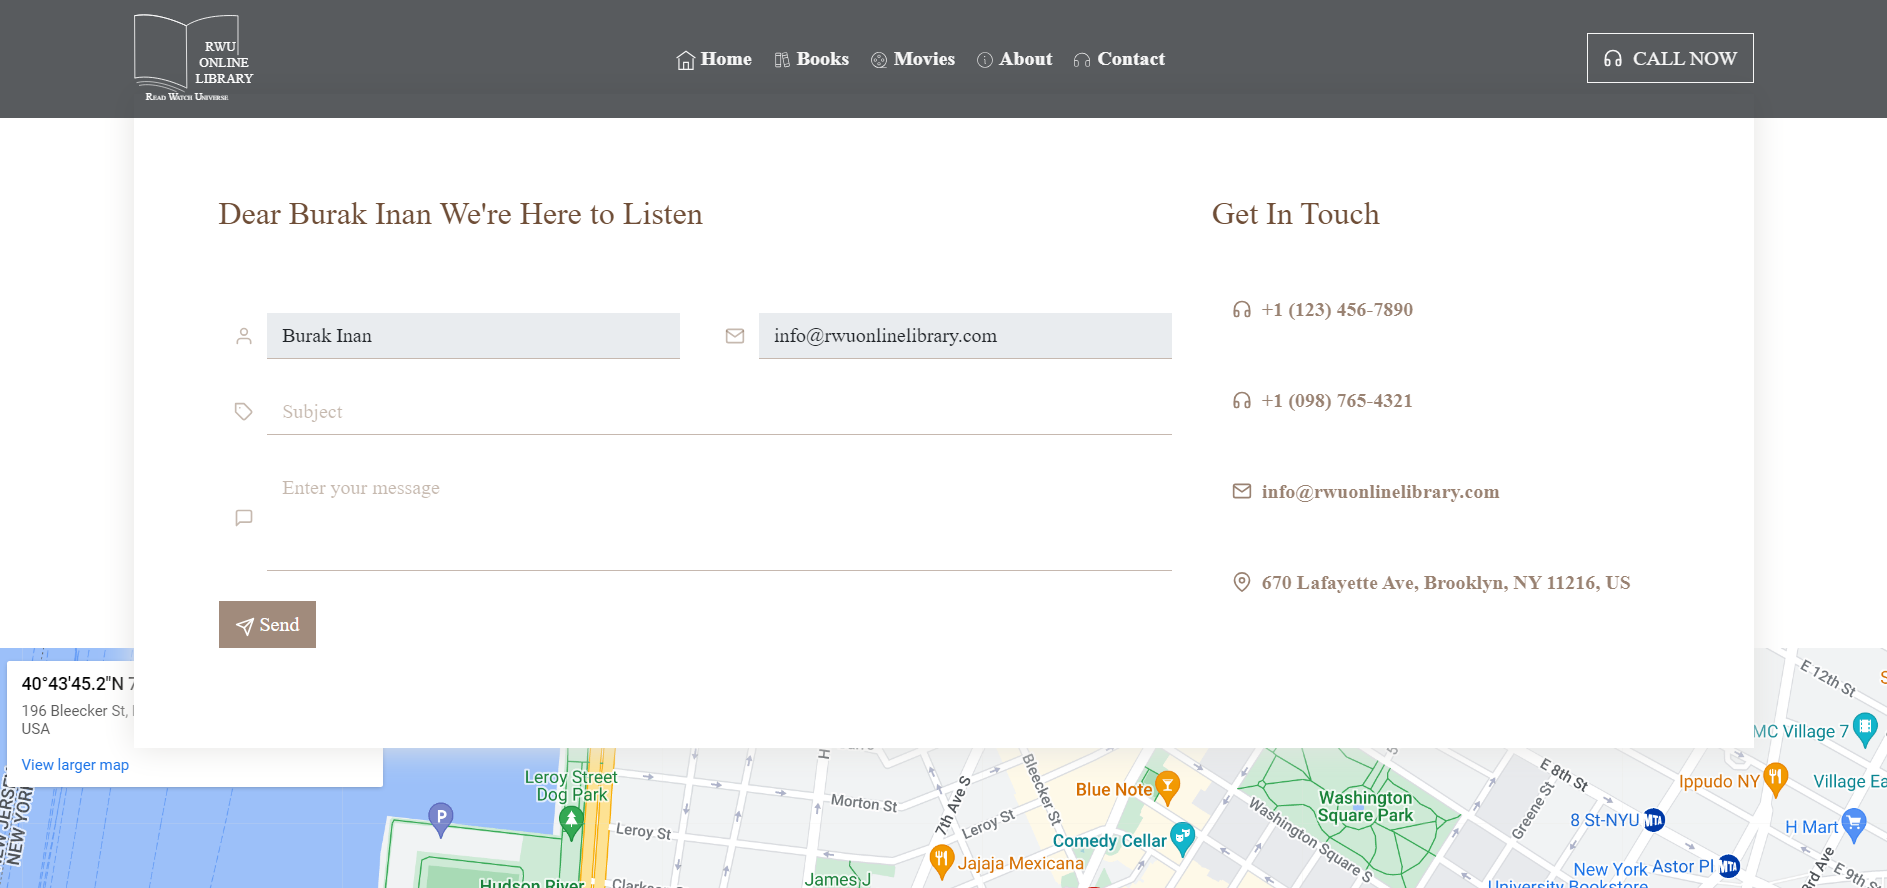 RWU
ONLINE
LIBRARY
Read Watch Universe
Home
Books
Movies
About
Contact
CALL NOW
Dear Burak Inan We're Here to Listen
Get In Touch
Burak Inan
info@rwuonlinelibrary.com
Subject
Enter your message
Send
+1 (123) 456-7890
+1 (098) 765-4321
info@rwuonlinelibrary.com
670 Lafayette Ave, Brooklyn, NY 11216, US
40°43'45.2"N
196 Bleecker St,
USA
View larger map
NEW YORK
Leroy Street
Dog Park
P
Morton St
Leroy St
7th Ave S
Leroy St
Bleecker St
Blue Note
Comedy Cellar
Jajaja Mexicana
James J
Hudson River
Washington
Square Park
Washington Square S
Greene St
E 8th St
E 12th St
MC Village 7
Ippudo NY
8 St-NYU
MTA
H Mart
Astor Pl
MTA
New York
University Bookstore
3rd Ave
E 9th St